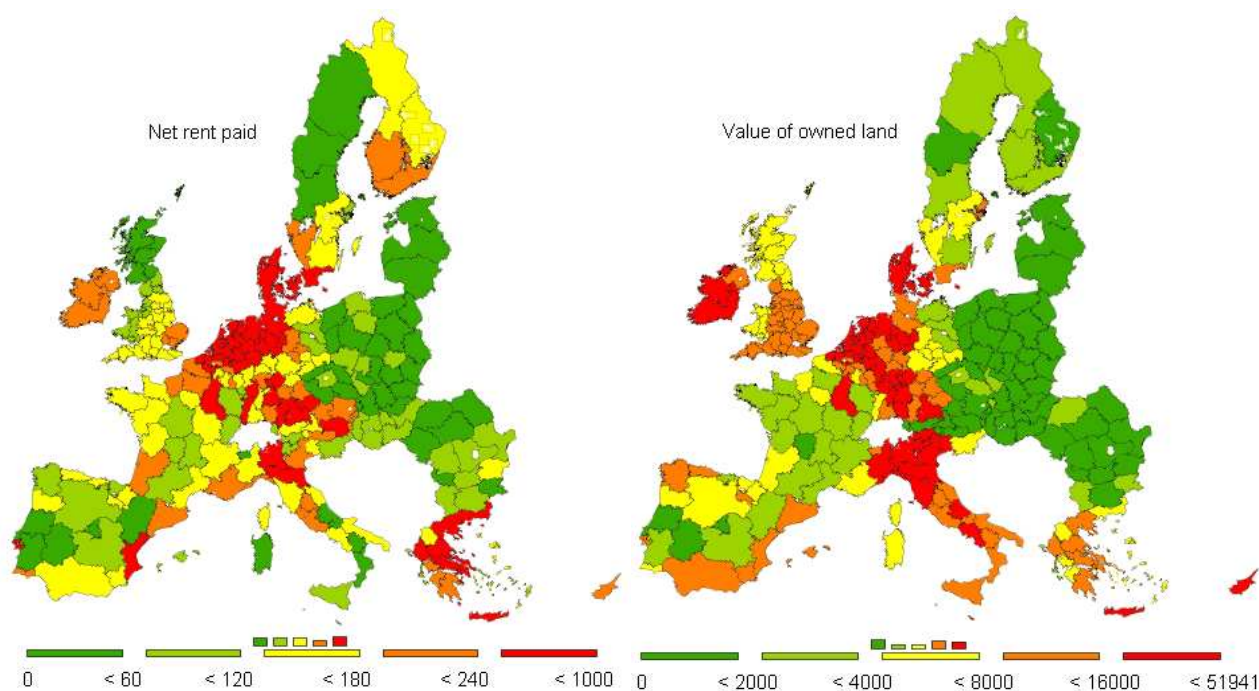 Net rent paid
Value of owned land
0 < 60 < 120 < 180 < 240 < 1000
0 < 2000 < 4000 < 8000 < 16000 < 51941